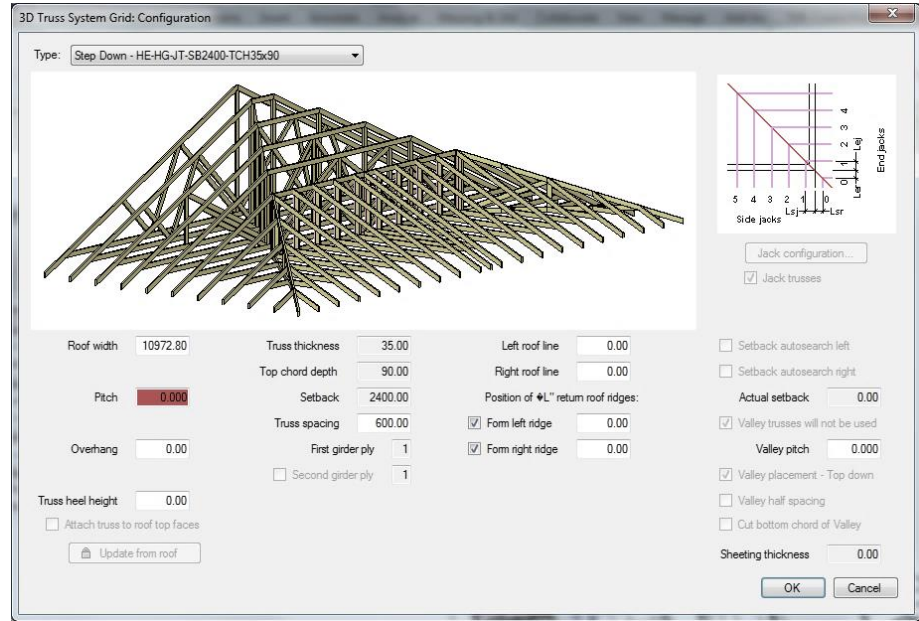 3D Truss System Grid: Configuration
Type: Step Down - HE-HG-JT-SB2400-TCH35x90
4
3
2
1
0
Lej
Ler
End jacks
5 4 3 2 1 0
Side jacks Lsj Lsr
Jack configuration...
Jack trusses
Roof width 10972.80 Truss thickness 35.00 Left roof line 0.00 Setback autosearch left
Top chord depth 90.00 Right roof line 0.00 Setback autosearch right
Pitch 0.000 Setback 2400.00 Position of �L" return roof ridges: Actual setback 0.00
Truss spacing 600.00 Form left ridge 0.00 Valley trusses will not be used
Overhang 0.00 First girder ply 1 Form right ridge 0.00 Valley pitch 0.000
Second girder ply 1 Valley placement - Top down
Truss heel height 0.00 Valley half spacing
Attach truss to roof top faces Cut bottom chord of Valley
Update from roof Sheeting thickness 0.00
OK Cancel